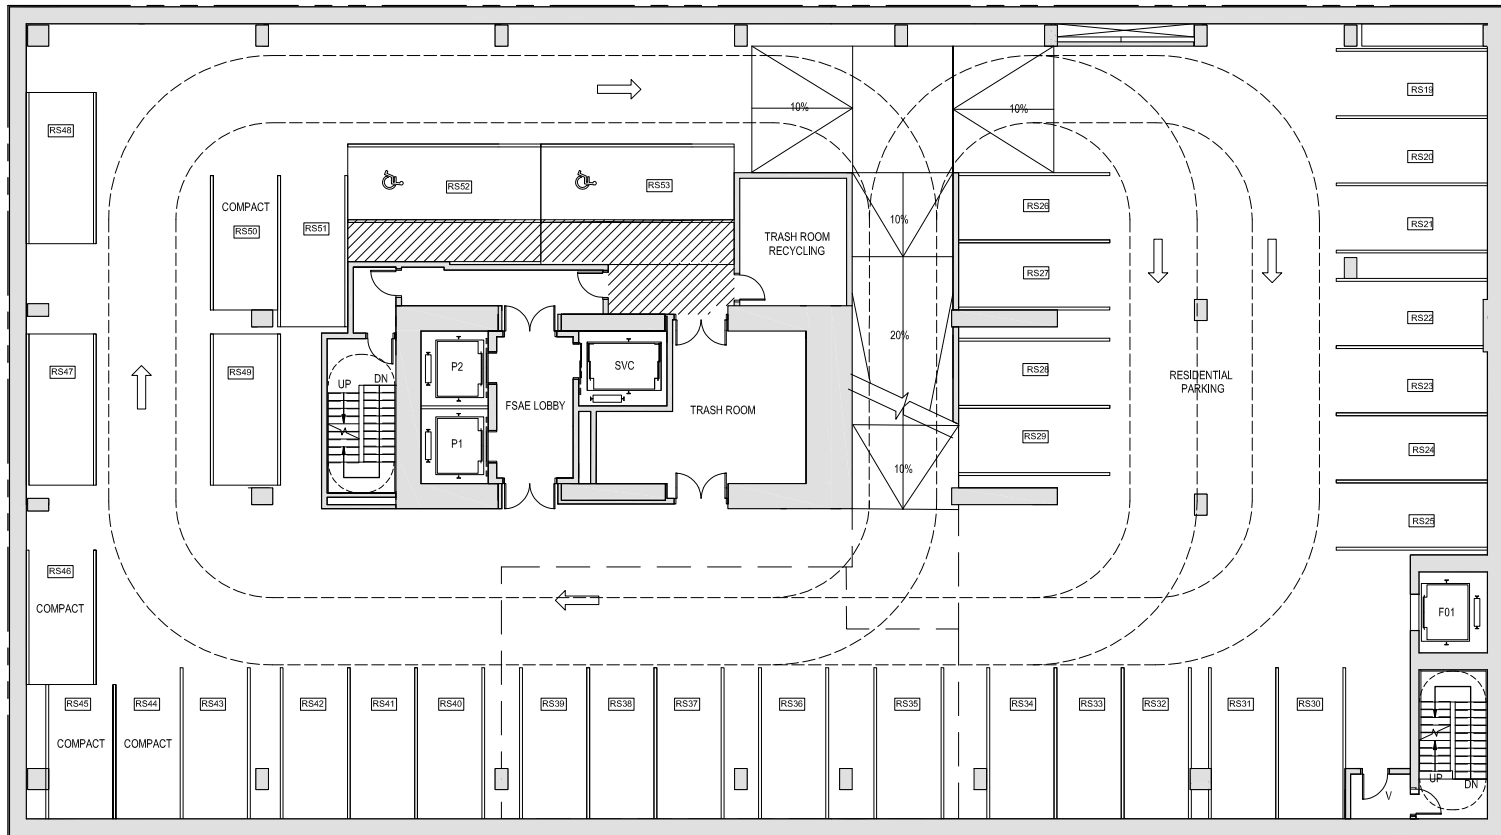 RS19
10%
10%
RS48
RS20
RS52
RS53
COMPACT
RS50
RS51
RS26
10%
RS21
TRASH ROOM
RECYCLING
RS27
RS22
20%
P2
SVC
RS47
RS49
RS28
UP
DN
RESIDENTIAL
PARKING
RS23
FSAE LOBBY
TRASH ROOM
P1
RS29
RS24
10%
RS25
RS46
COMPACT
F01
RS45
RS44
RS43
RS42
RS41
RS40
RS39
RS38
RS37
RS36
RS35
RS34
RS33
RS32
RS31
RS30
COMPACT
COMPACT
UP
DN
V